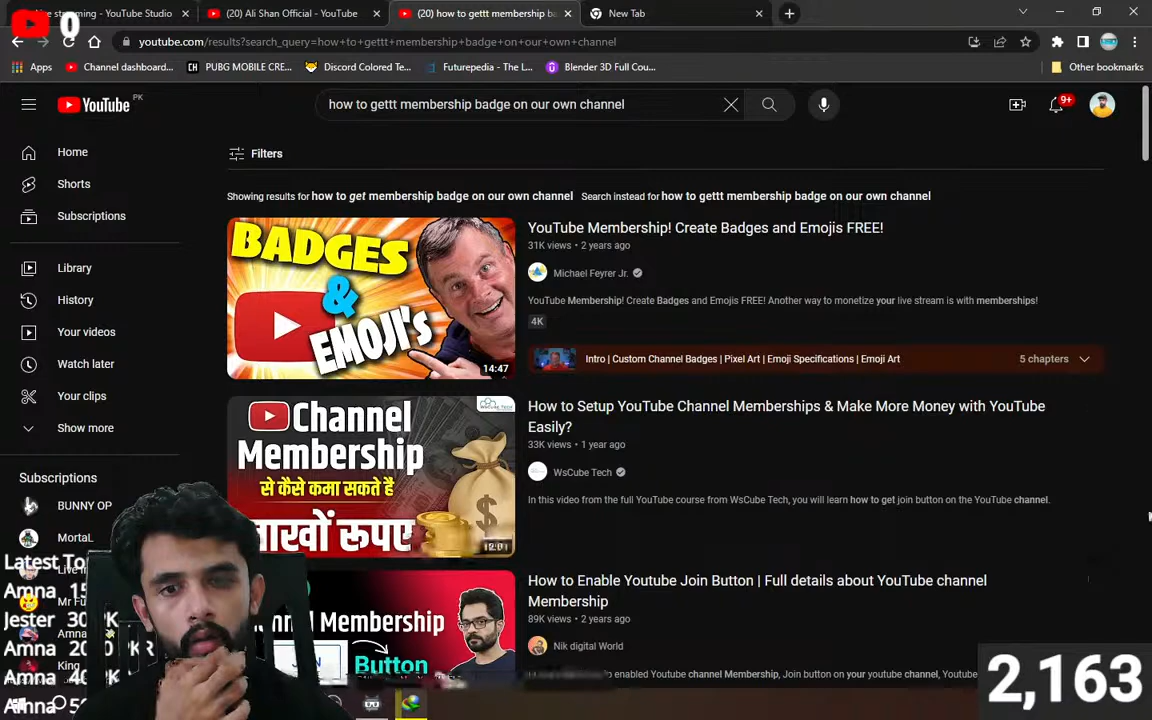 Live streaming - YouTube Studio
(20) Ali Shan Official - YouTube
(20) how to gettt membership ba
New Tab
0
youtube.com/results?search_query=how+to+gettt+membership+badge+on+our+own+channel
Apps
Channel dashboard...
PUBG MOBILE CRE...
Discord Colored Te...
Futurepedia - The L...
Blender 3D Full Cou...
Other bookmarks
YouTube PK
how to gettt membership badge on our own channel
9+
Home
Shorts
Subscriptions
Library
History
Your videos
Watch later
Your clips
Show more
Subscriptions
BUNNY OP
MortaL
Filters
Showing results for how to get membership badge on our own channel
Search instead for how to gettt membership badge on our own channel
BADGES
&
EMOJI'S
14:47
YouTube Membership! Create Badges and Emojis FREE!
31K views • 2 years ago
Michael Feyrer Jr.
YouTube Membership! Create Badges and Emojis FREE! Another way to monetize your live stream is with memberships!
4K
Intro | Custom Channel Badges | Pixel Art | Emoji Specifications | Emoji Art
5 chapters
WsCube Tech
Channel
Membership
से कैसे कमा सकते है
लाखों रूपए
12:01
How to Setup YouTube Channel Memberships & Make More Money with YouTube
Easily?
33K views • 1 year ago
WsCube Tech
In this video from the full YouTube course from WsCube Tech, you will learn how to get join button on the YouTube channel.
Membership
Button
How to Enable Youtube Join Button | Full details about YouTube channel
Membership
89K views • 2 years ago
Nik digital World
enabled Youtube channel Membership, Join button on your youtube channel, Youtube
Latest To
Amna
Jester 30 PK
Amna PKR
Amna 40 PK
Amna
King
2,163